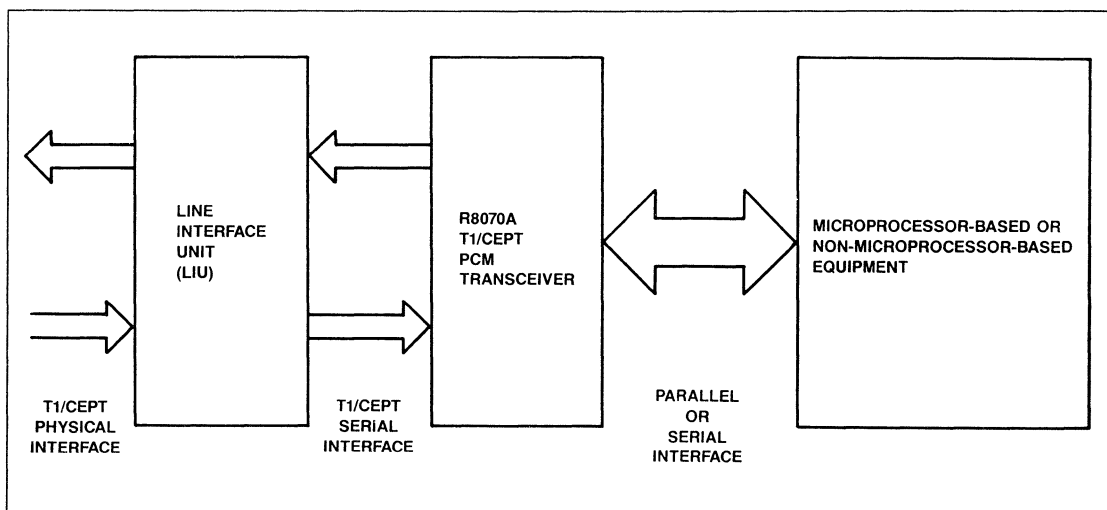 LINE
INTERFACE
UNIT
(LIU)
R8070A
T1/CEPT
PCM
TRANSCEIVER
MICROPROCESSOR-BASED OR
NON-MICROPROCESSOR-BASED
EQUIPMENT
T1/CEPT
PHYSICAL
INTERFACE
T1/CEPT
SERIAL
INTERFACE
PARALLEL
OR
SERIAL
INTERFACE